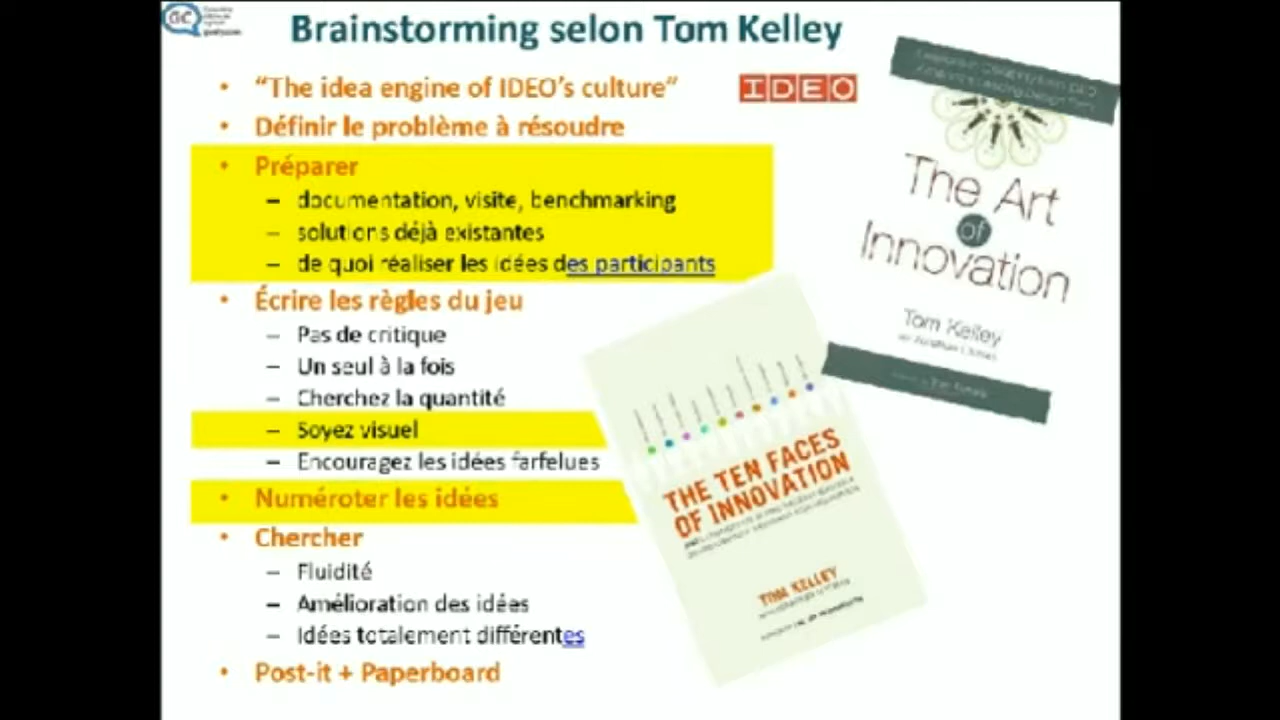 Brainstorming selon Tom Kelley
• "The idea engine of IDEO's culture"
IDEO
• Définir le problème à résoudre
• Préparer
– documentation, visite, benchmarking
– solutions déjà existantes
– de quoi réaliser les idées des participants
• Écrire les règles du jeu
– Pas de critique
– Un seul à la fois
– Cherchez la quantité
– Soyez visuel
– Encouragez les idées farfelues
• Numéroter les idées
• Chercher
– Fluidité
– Amélioration des idées
– Idées totalement différentes
• Post-it + Paperboard
The Art
of
Innovation
Tom Kelley
THE TEN FACES
OF INNOVATION
TOM KELLEY